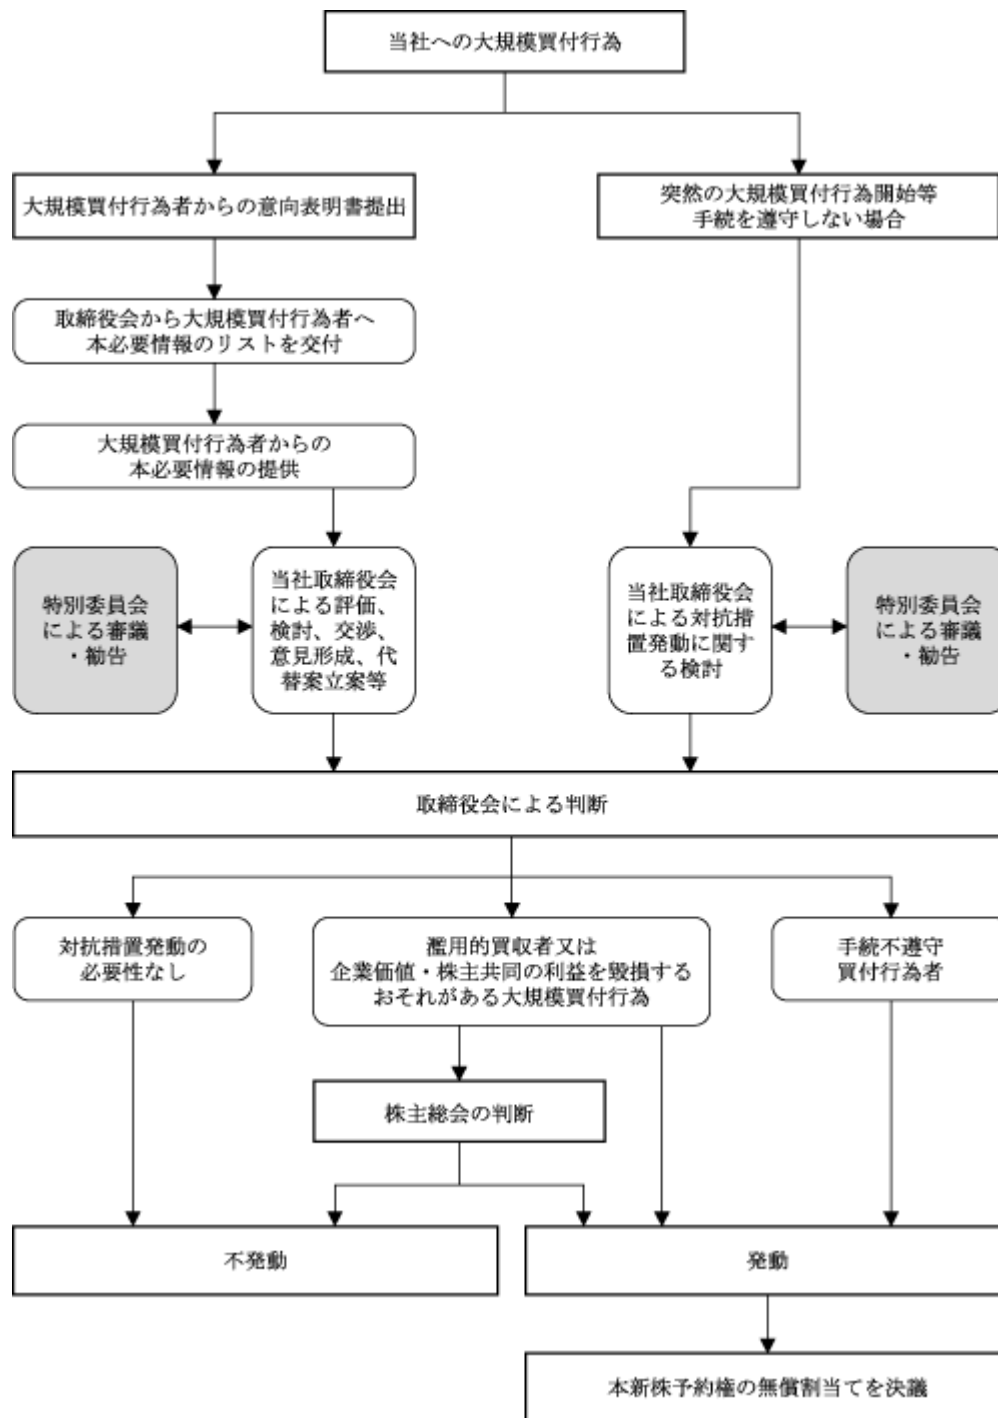 当社への大規模買付行為
大規模買付行為者からの意向表明書提出
突然の大規模買付行為開始等
手続を遵守しない場合
取締役会から大規模買付行為者へ
本必要情報のリストを交付
大規模買付行為者からの
本必要情報の提供
特別委員会
による審議
・勧告
当社取締役会
による評価、
検討、交渉、
意見形成、代
替案立案等
当社取締役会
による対抗措
置発動に関す
る検討
特別委員会
による審議
・勧告
取締役会による判断
対抗措置発動の
必要性なし
濫用的買収者又は
企業価値・株主共同の利益を毀損する
おそれがある大規模買付行為
手続不遵守
買付行為者
株主総会の判断
不発動
発動
本新株予約権の無償割当てを決議